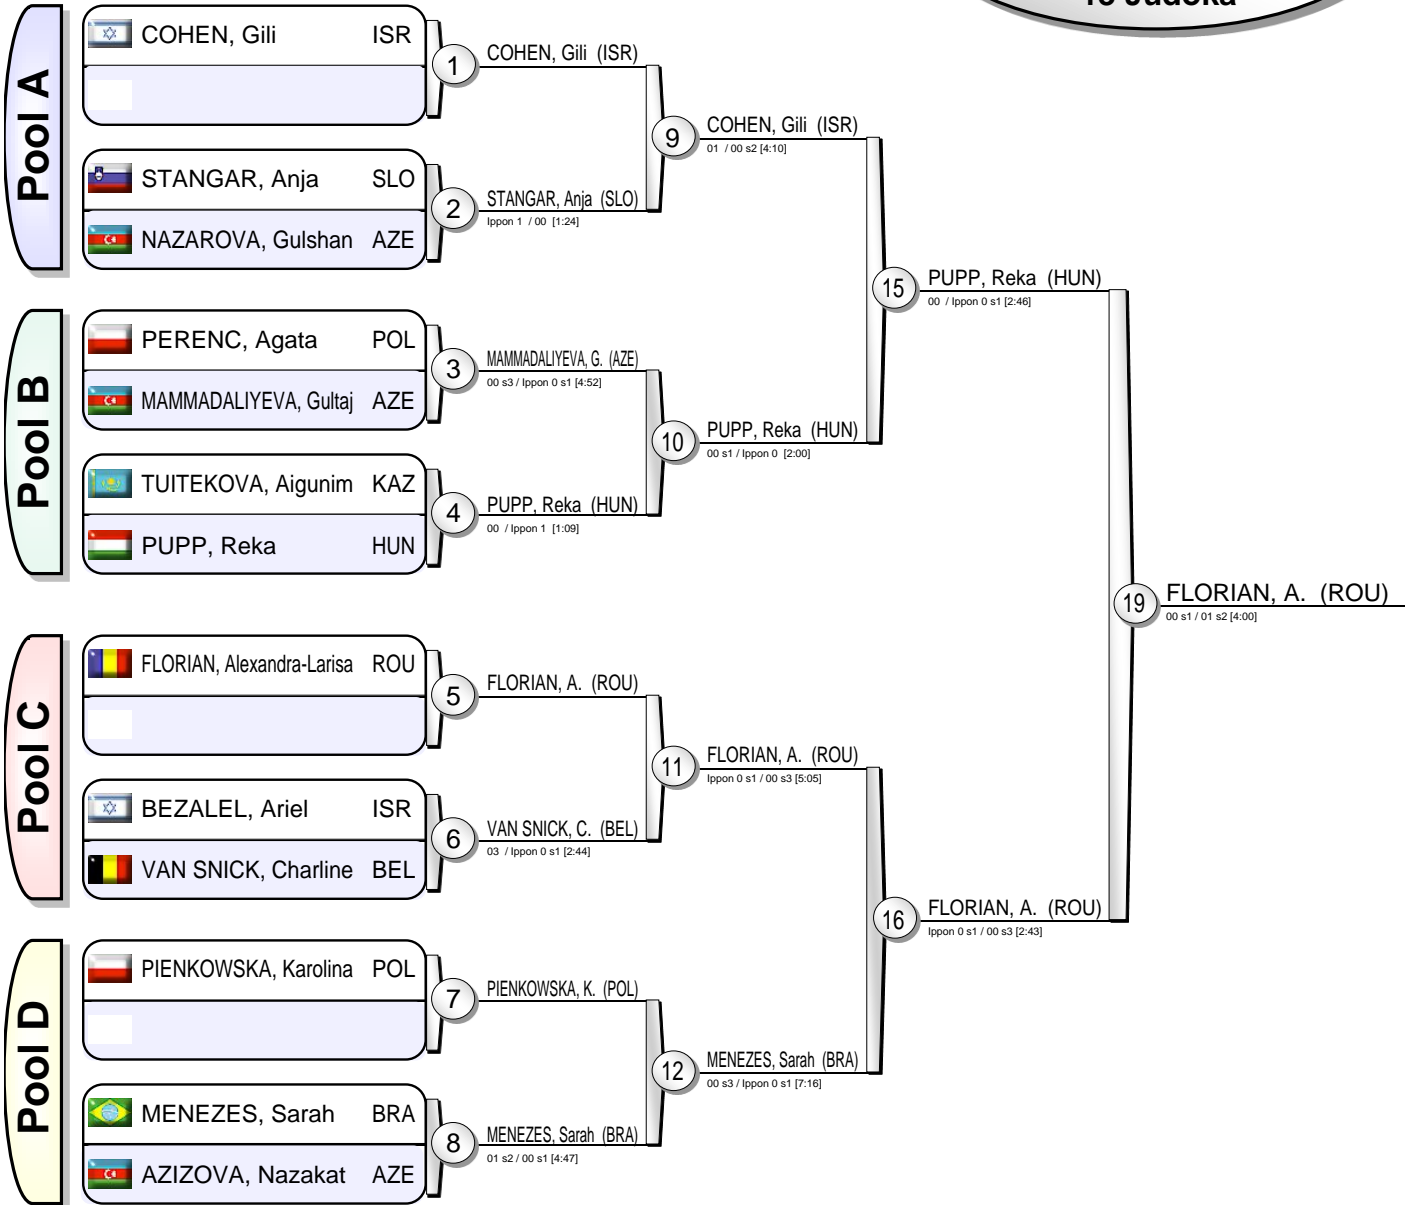 13 Judoka
Pool A
COHEN, Gili ISR
STANGAR, Anja SLO
NAZAROVA, Gulshan AZE
Pool B
PERENC, Agata POL
MAMMADALIYEVA, Gultaj AZE
TUITEKOVA, Aigunim KAZ
PUPP, Reka HUN
Pool C
FLORIAN, Alexandra-Larisa ROU
BEZALEL, Ariel ISR
VAN SNICK, Charline BEL
Pool D
PIENKOWSKA, Karolina POL
MENEZES, Sarah BRA
AZIZOVA, Nazakat AZE
1
COHEN, Gili (ISR)
2
STANGAR, Anja (SLO)
Ippon 1 / 00 [1:24]
3
MAMMADALIYEVA, G. (AZE)
00 s3 / Ippon 0 s1 [4:52]
4
PUPP, Reka (HUN)
00 / Ippon 1 [1:09]
5
FLORIAN, A. (ROU)
6
VAN SNICK, C. (BEL)
03 / Ippon 0 s1 [2:44]
7
PIENKOWSKA, K. (POL)
8
MENEZES, Sarah (BRA)
01 s2 / 00 s1 [4:47]
9
COHEN, Gili (ISR)
01 / 00 s2 [4:10]
10
PUPP, Reka (HUN)
00 s1 / Ippon 0 [2:00]
11
FLORIAN, A. (ROU)
Ippon 0 s1 / 00 s3 [5:05]
12
MENEZES, Sarah (BRA)
00 s3 / Ippon 0 s1 [7:16]
15
PUPP, Reka (HUN)
00 / Ippon 0 s1 [2:46]
16
FLORIAN, A. (ROU)
Ippon 0 s1 / 00 s3 [2:43]
19
FLORIAN, A. (ROU)
00 s1 / 01 s2 [4:00]